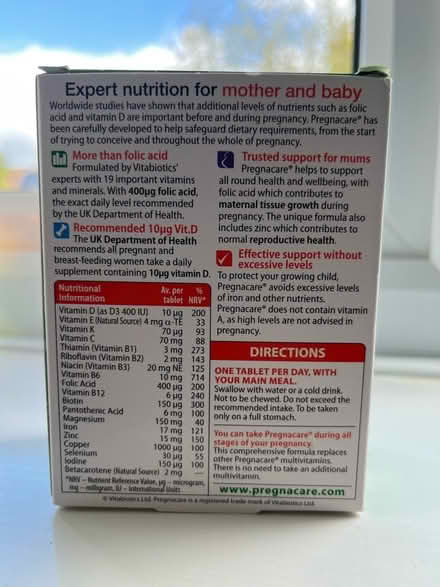 Expert nutrition for mother and baby
Worldwide studies have shown that additional levels of nutrients such as folic
acid and vitamin D are important before and during pregnancy. Pregnacare® has
been carefully developed to help safeguard dietary requirements, from the start
of trying to conceive and throughout the whole of pregnancy.
More than folic acid
Formulated by Vitabiotics'
experts with 19 important vitamins
and minerals. With 400µg folic acid,
the exact daily level recommended
by the UK Department of Health.
Recommended 10µg Vit.D
The UK Department of Health
recommends all pregnant and
breast-feeding women take a daily
supplement containing 10µg vitamin D.
Nutritional Av. per %
Information tablet NRV*
Vitamin D (as D3 400 IU) 10 µg 200
Vitamin E (Natural Source) 4 mg α-TE 33
Vitamin K 70 µg 93
Vitamin C 70 mg 88
Thiamin (Vitamin B1) 3 mg 273
Riboflavin (Vitamin B2) 2 mg 143
Niacin (Vitamin B3) 20 mg NE 125
Vitamin B6 10 mg 714
Folic Acid 400 µg 200
Vitamin B12 6 µg 240
Biotin 150 µg 300
Pantothenic Acid 6 mg 100
Magnesium 150 mg 40
Iron 17 mg 121
Zinc 15 mg 150
Copper 1000 µg 100
Selenium 30 µg 55
Iodine 150 µg 100
Betacarotene (Natural Source) 2 mg —
*NRV – Nutrient Reference Value, µg – microgram,
mg – milligram, IU – International Units
Trusted support for mums
Pregnacare® helps to support
all round health and wellbeing, with
folic acid which contributes to
maternal tissue growth during
pregnancy. The unique formula also
includes zinc which contributes to
normal reproductive health.
Effective support without
excessive levels
To protect your growing child,
Pregnacare® avoids excessive levels
of iron and other nutrients.
Pregnacare® does not contain vitamin
A, as high levels are not advised in
pregnancy.
DIRECTIONS
ONE TABLET PER DAY, WITH
YOUR MAIN MEAL.
Swallow with water or a cold drink.
Not to be chewed. Do not exceed the
recommended intake. To be taken
only on a full stomach.
You can take Pregnacare® during all
stages of your pregnancy.
This comprehensive formula replaces
other Pregnacare® multivitamins.
There is no need to take an additional
multivitamin.
www.pregnacare.com
© Vitabiotics Ltd. Pregnacare is a registered trade mark of Vitabiotics Ltd.